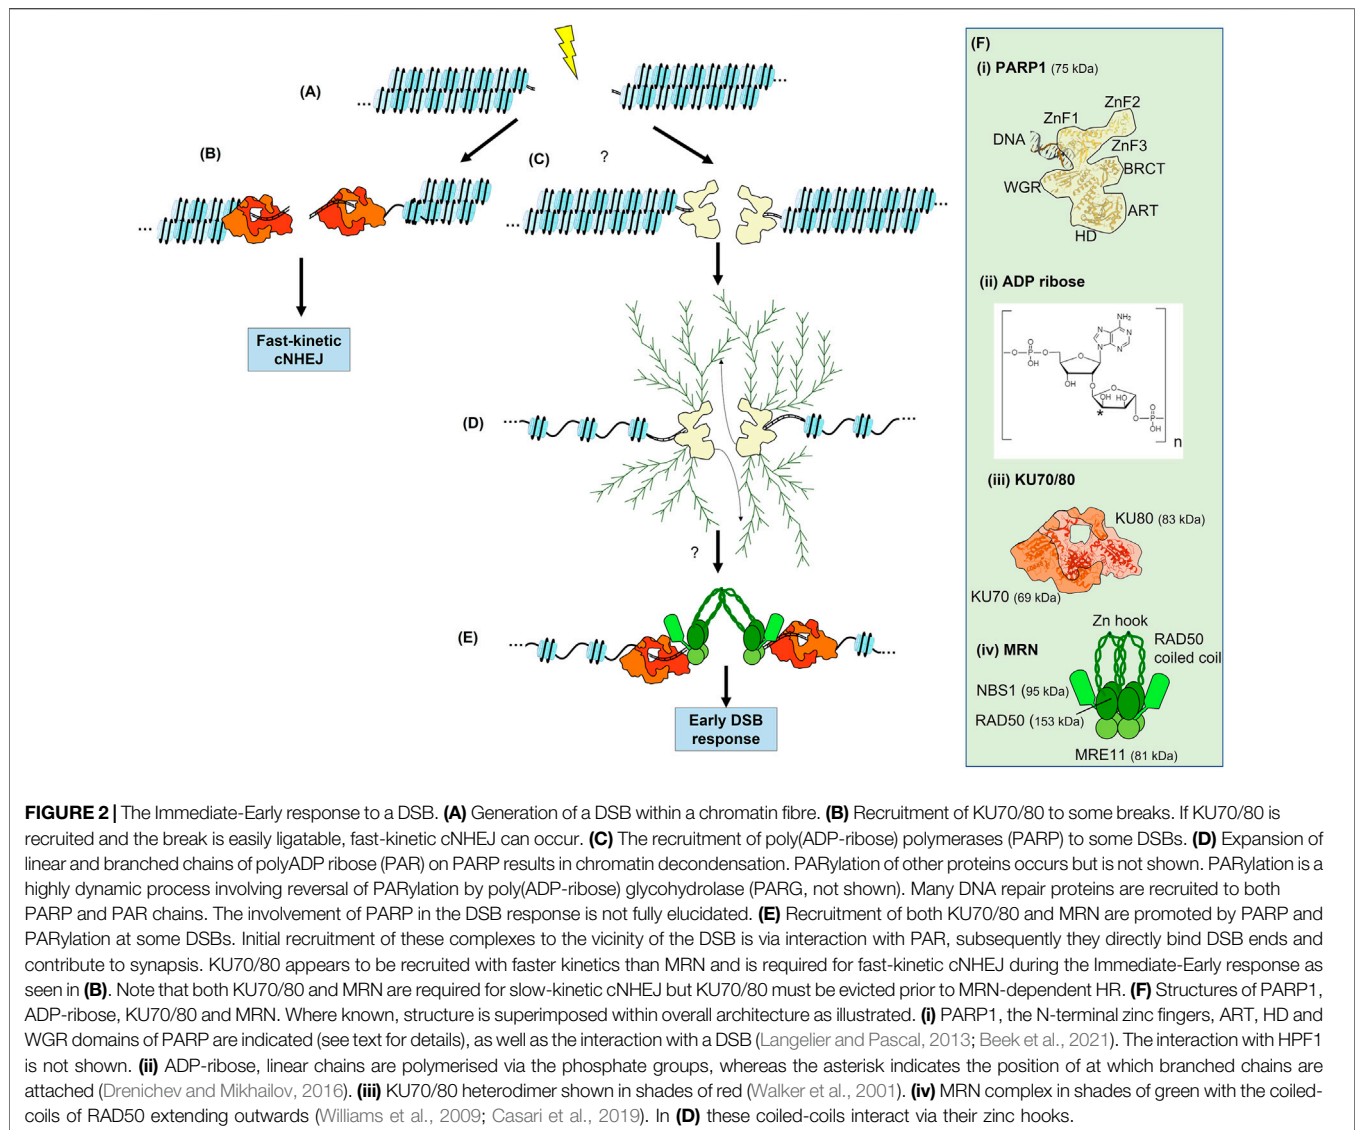 (A)
(B)
(C)
?
Fast-kinetic
cNHEJ
(D)
?
(E)
Early DSB
response
(F)
(i) PARP1 (75 kDa)
ZnF2
ZnF1
DNA
ZnF3
BRCT
WGR
ART
HD
(ii) ADP ribose
NH₂
N
N
N
N
O
O
P
O
O
OH
OH
O
O
OH HO
*
O
O
P
OH
n
(iii) KU70/80
KU80 (83 kDa)
KU70 (69 kDa)
Zn hook
(iv) MRN
RAD50
coiled coil
NBS1 (95 kDa)
RAD50 (153 kDa)
MRE11 (81 kDa)
FIGURE 2 | The Immediate-Early response to a DSB. (A) Generation of a DSB within a chromatin fibre. (B) Recruitment of KU70/80 to some breaks. If KU70/80 is
recruited and the break is easily ligatable, fast-kinetic cNHEJ can occur. (C) The recruitment of poly(ADP-ribose) polymerases (PARP) to some DSBs. (D) Expansion of
linear and branched chains of polyADP ribose (PAR) on PARP results in chromatin decondensation. PARylation of other proteins occurs but is not shown. PARylation is a
highly dynamic process involving reversal of PARylation by poly(ADP-ribose) glycohydrolase (PARG, not shown). Many DNA repair proteins are recruited to both
PARP and PAR chains. The involvement of PARP in the DSB response is not fully elucidated. (E) Recruitment of both KU70/80 and MRN are promoted by PARP and
PARylation at some DSBs. Initial recruitment of these complexes to the vicinity of the DSB is via interaction with PAR, subsequently they directly bind DSB ends and
contribute to synapsis. KU70/80 appears to be recruited with faster kinetics than MRN and is required for fast-kinetic cNHEJ during the Immediate-Early response as
seen in (B). Note that both KU70/80 and MRN are required for slow-kinetic cNHEJ but KU70/80 must be evicted prior to MRN-dependent HR. (F) Structures of PARP1,
ADP-ribose, KU70/80 and MRN. Where known, structure is superimposed within overall architecture as illustrated. (i) PARP1, the N-terminal zinc fingers, ART, HD and
WGR domains of PARP are indicated (see text for details), as well as the interaction with a DSB (Langelier and Pascal, 2013; Beek et al., 2021). The interaction with HPF1
is not shown. (ii) ADP-ribose, linear chains are polymerised via the phosphate groups, whereas the asterisk indicates the position of at which branched chains are
attached (Drenichev and Mikhailov, 2016). (iii) KU70/80 heterodimer shown in shades of red (Walker et al., 2001). (iv) MRN complex in shades of green with the coiled-
coils of RAD50 extending outwards (Williams et al., 2009; Casari et al., 2019). In (D) these coiled-coils interact via their zinc hooks.